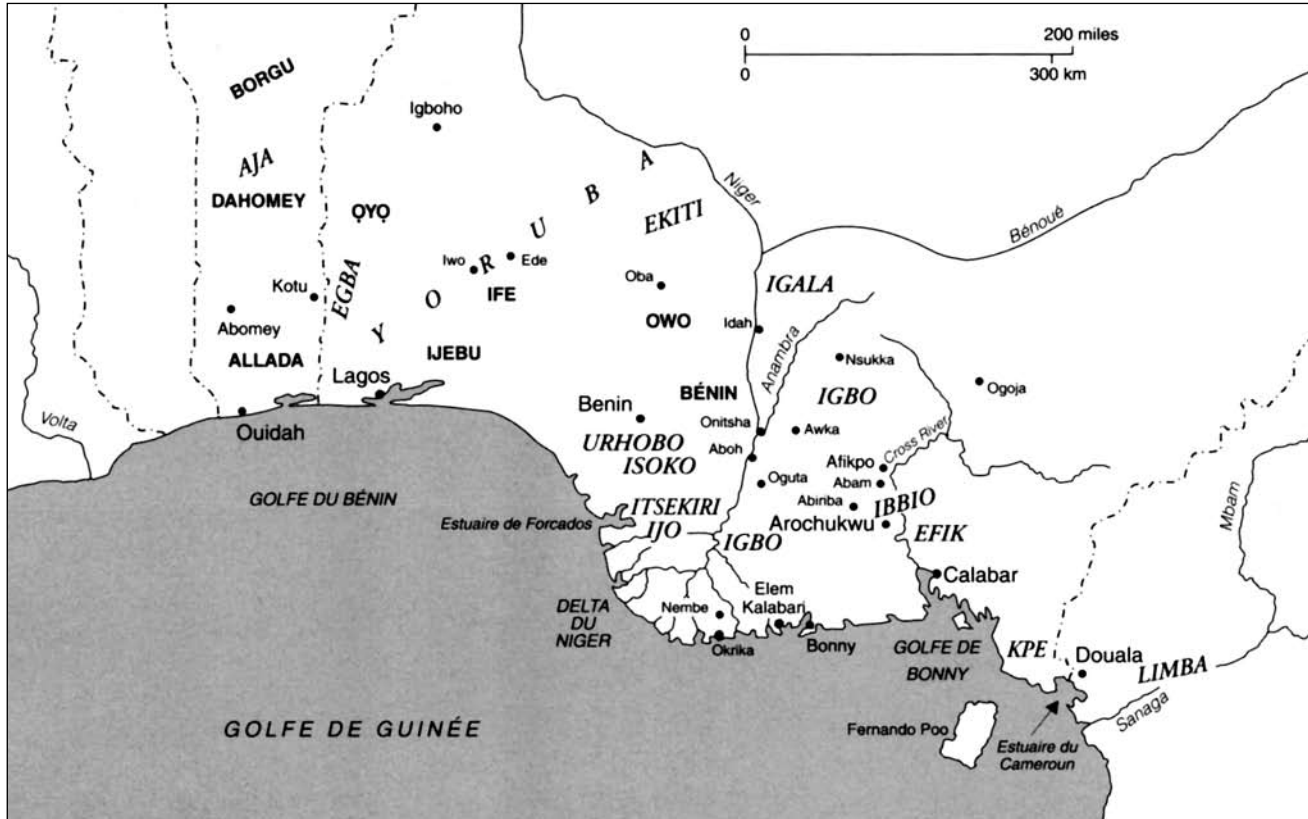 0 200 miles
0 300 km
BORGU
Igboho
AJA
DAHOMEY
ỌYỌ
YORUBA
EKITI
Niger
Bénoué
Iwo
Ede
IFE
Oba
OWO
IGALA
Idah
Anambra
Kotu
EGBA
Abomey
ALLADA
IJEBU
Lagos
Nsukka
Ogoja
BÉNIN
IGBO
Volta
Ouidah
Benin
Onitsha
Awka
URHOBO
ISOKO
Aboh
Afikpo
Cross River
Oguta
Abam
Abiriba
IBBIO
Mbam
GOLFE DU BÉNIN
ITSEKIRI
Estuaire de Forcados
IJO
IGBO
Arochukwu
EFIK
Calabar
DELTA
DU
NIGER
Nembe
Elem
Kalabari
Okrika
Bonny
GOLFE DE
BONNY
KPE
Douala
LIMBA
Sanaga
GOLFE DE GUINÉE
Fernando Poo
Estuaire du
Cameroun